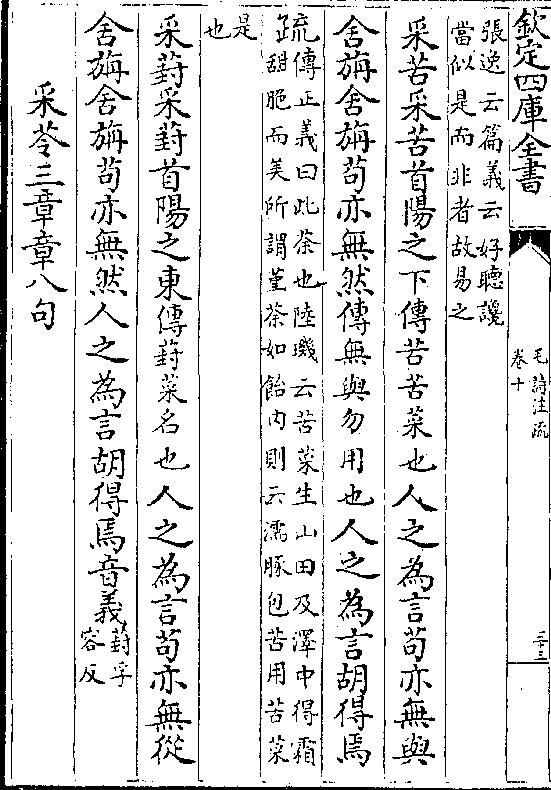 欽定四庫全書
毛詩注疏
卷十
三十三
張逸云篇義云好聽讒
當似是而非者故易之
采苦采苦首陽之下傳苦苦菜也人之為言苟亦無與
舍旃舍旃苟亦無然傳無與勿用也人之為言胡得焉
疏傳正義曰此荼也陸璣云苦菜生山田及澤中得霜
甜脆而美所謂堇荼如飴内則云濡豚包苦用苦菜
是
也
采葑采葑首陽之東傳葑菜名也人之為言苟亦無從
舍旃舍旃苟亦無然人之為言胡得焉音義葑孚
容反
采苓三章章八句